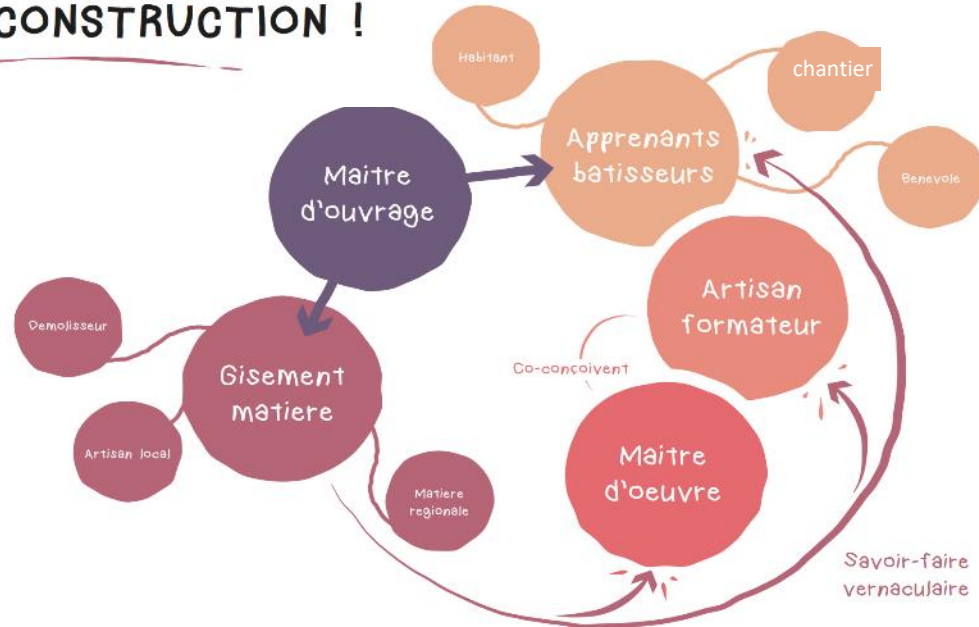 CONSTRUCTION !
Habitant
chantier
Apprenants
batisseurs
Benevole
Maitre
d'ouvrage
Artisan
formateur
Demolisseur
Co-conçoivent
Gisement
matiere
Artisan local
Matiere
regionale
Maitre
d'oeuvre
Savoir-faire
vernaculaire